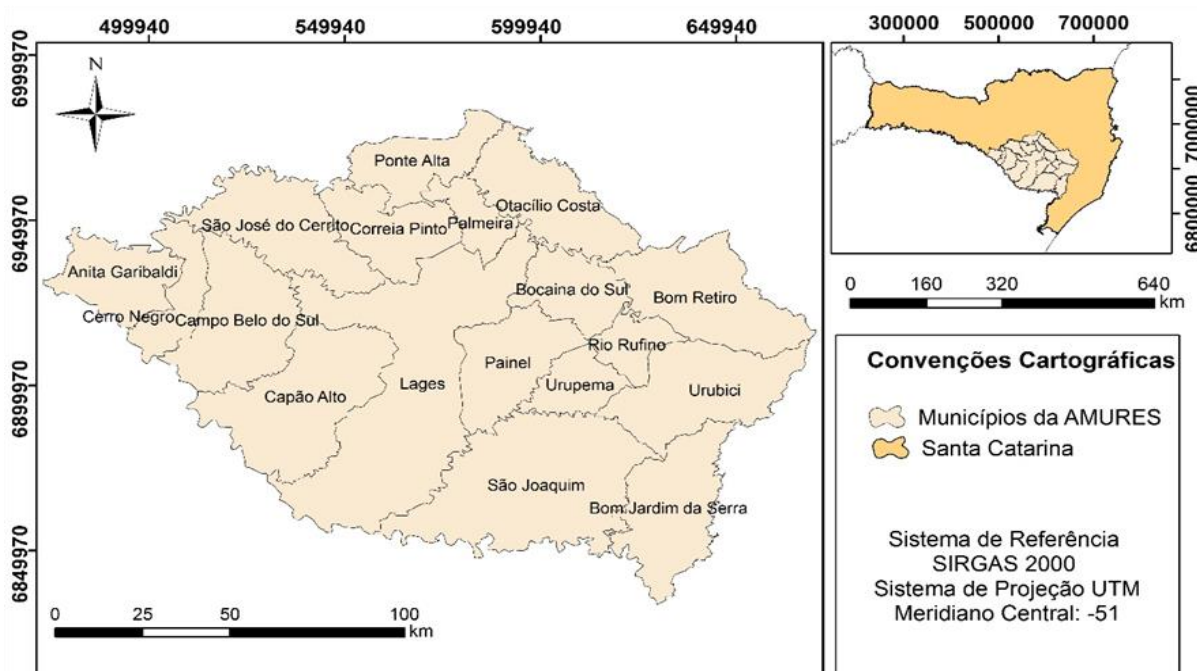 499940 549940 599940 649940
6999970
6949970
6899970
6849970
N
Ponte Alta
Otacílio Costa
São José do Cerrito
Correia Pinto
Palmeira
Anita Garibaldi
Bocaina do Sul
Bom Retiro
Cerro Negro
Campo Belo do Sul
Rio Rufino
Painel
Lages
Capão Alto
Urupema
Urubici
São Joaquim
Bom Jardim da Serra
0 25 50 100
km
300000 500000 700000
7000000
6800000
0 160 320 640
km
Convenções Cartográficas
Municípios da AMURES
Santa Catarina
Sistema de Referência
SIRGAS 2000
Sistema de Projeção UTM
Meridiano Central: -51